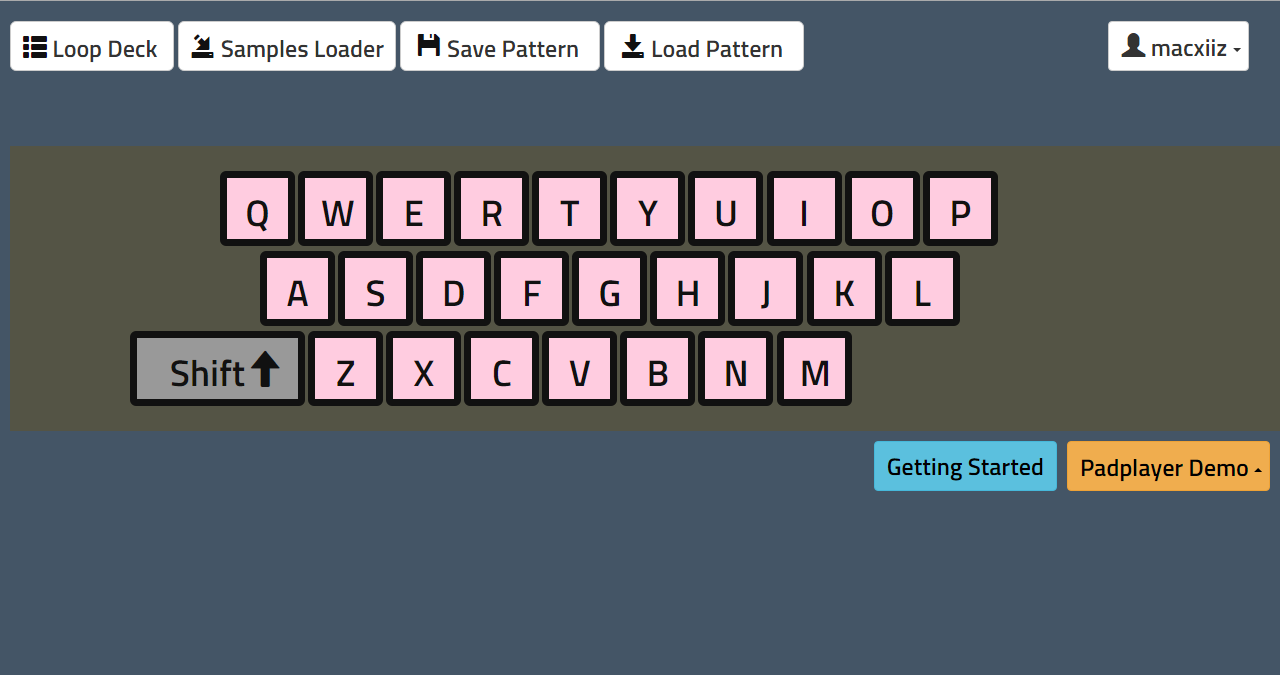 Loop Deck Samples Loader Save Pattern Load Pattern macxiiz
Q W E R T Y U I O P
A S D F G H J K L
Shift Z X C V B N M
Getting Started Padplayer Demo